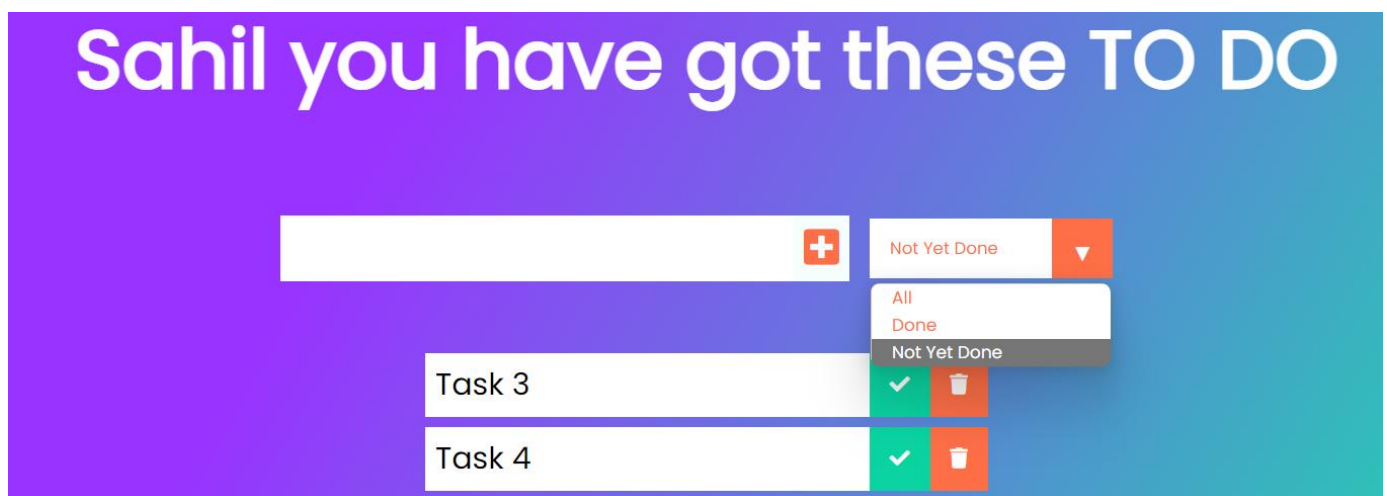 Sahil you have got these TO DO
Not Yet Done
All
Done
Not Yet Done
Task 3
Task 4